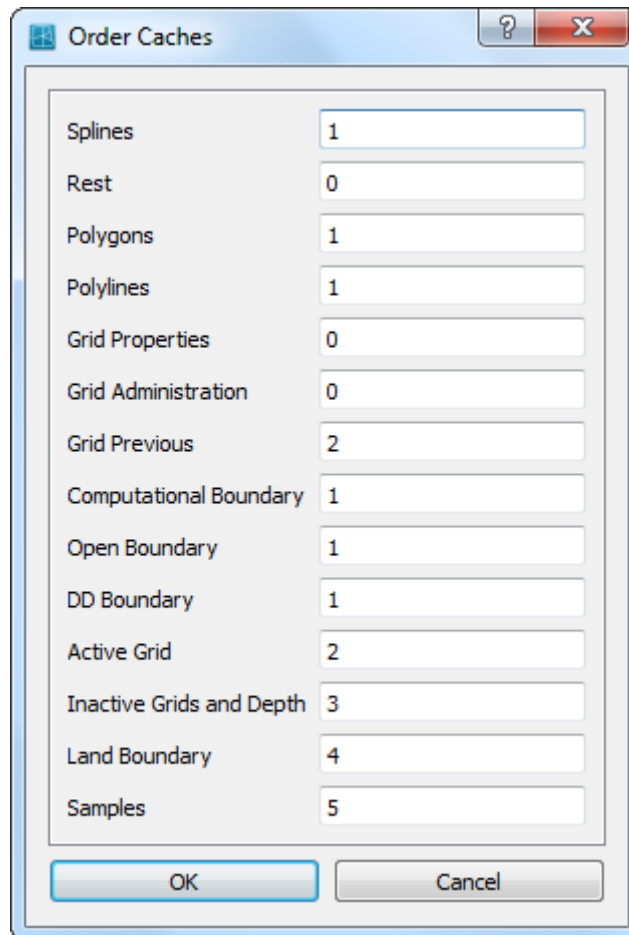 Order Caches
Splines 1
Rest 0
Polygons 1
Polylines 1
Grid Properties 0
Grid Administration 0
Grid Previous 2
Computational Boundary 1
Open Boundary 1
DD Boundary 1
Active Grid 2
Inactive Grids and Depth 3
Land Boundary 4
Samples 5
OK Cancel